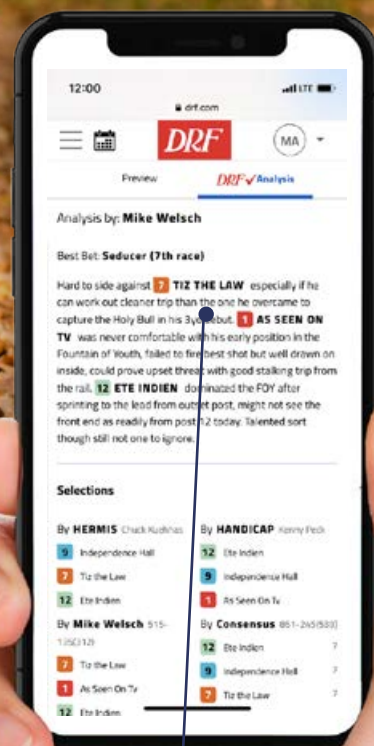 12:00
LTE
drf.com
DRF
MA
Preview
DRF Analysis
Analysis by: Mike Welsch
Best Bet: Seducer (7th race)
Hard to side against 7 TIZ THE LAW especially if he
can work out cleaner trip than the one he overcame to
capture the Holy Bull in his debut. 1 AS SEEN ON
TV was never comfortable with his early position in the
Fountain of Youth, failed to fire best shot but well drawn on
inside, could prove upset threat with good stalking trip from
the rail. 12 ETE INDIEN dominated the FOY after
sprinting to the lead from outset post, might not see the
front end as readily from post 12 today. Talented sort
though still not one to ignore.
Selections
By HERMIS Chuck
By HANDICAP Kenny Peck
9 Independence Hall
12 Ete Indien
7 Tiz the Law
9 Independence Hall
12 Ete Indien
1 As Seen On Tv
By Mike Welsch 515-
By Consensus
12 Ete Indien 7
7 Tiz the Law
9 Independence Hall 7
1 As Seen On Tv
7 Tiz the Law 7
12 Ete Indien